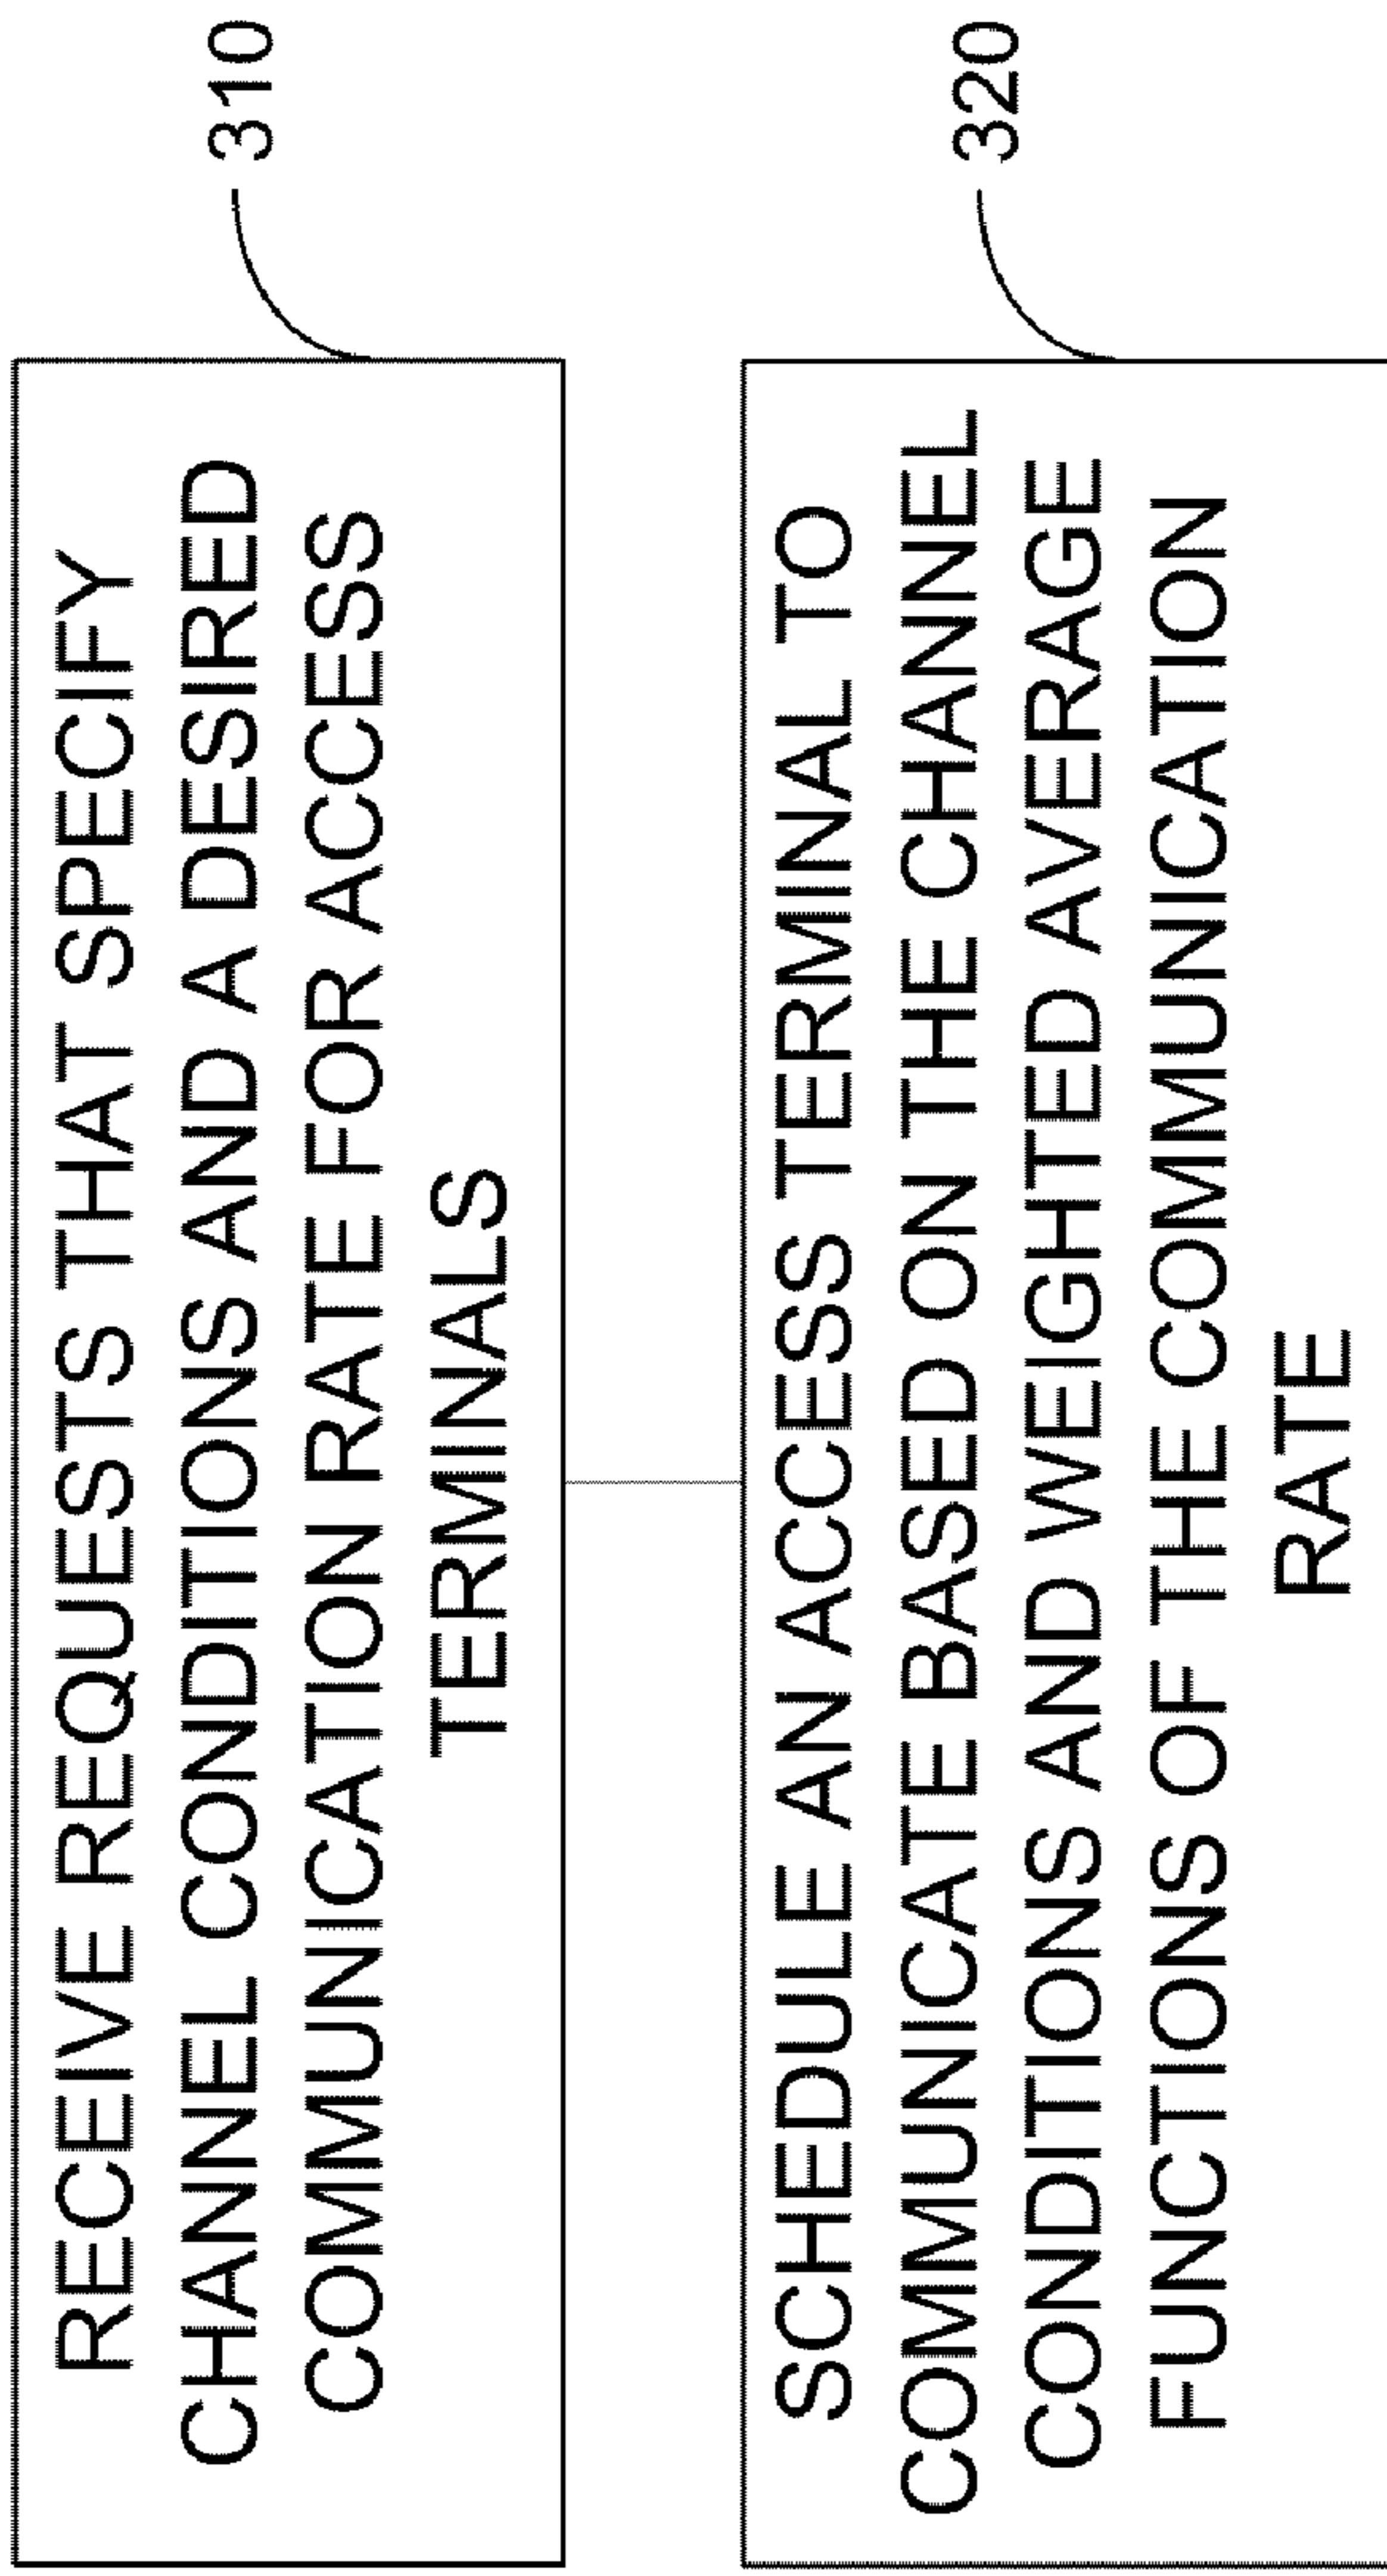 RECEIVE REQUESTS THAT SPECIFY
CHANNEL CONDITIONS AND A DESIRED
COMMUNICATION RATE FOR ACCESS
TERMINALS
310
SCHEDULE AN ACCESS TERMINAL TO
COMMUNICATE BASED ON THE CHANNEL
CONDITIONS AND WEIGHTED AVERAGE
FUNCTIONS OF THE COMMUNICATION
RATE
320